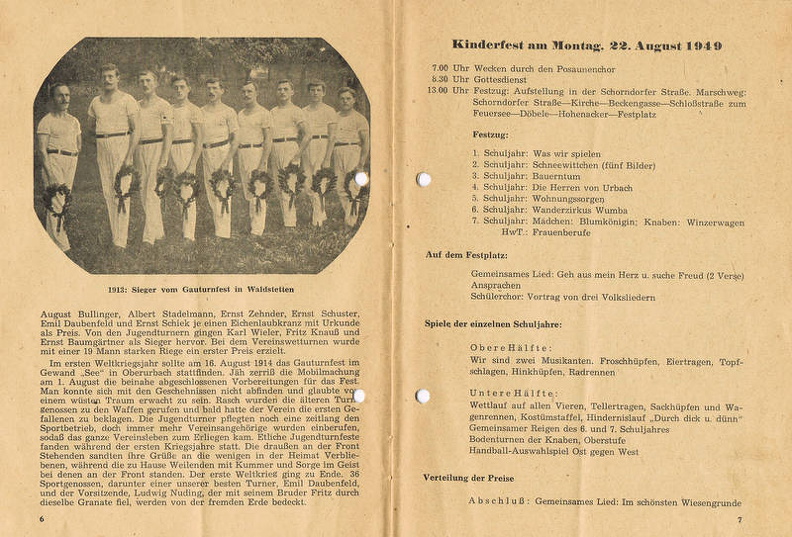 1913: Sieger vom Gauturnfest in Waldstetten
August Bullinger, Albert Stadelmann, Ernst Zehnder, Ernst Schuster,
Emil Daubenfeld und Ernst Schiek je einen Eichenlaubkranz mit Urkunde
als Preis. Von den Jugendturnern gingen Karl Wieler, Fritz Knauß und
Ernst Baumgärtner als Sieger hervor. Bei dem Vereinswetturnen wurde
mit einer 19 Mann starken Riege ein erster Preis erzielt.
Im ersten Weltkriegsjahr sollte am 16. August 1914 das Gauturnfest im
Gewand „See" in Oberurbach stattfinden. Jäh zerriß die Mobilmachung
am 1. August die beinahe abgeschlossenen Vorbereitungen für das Fest.
Man konnte sich mit den Geschehnissen nicht abfinden und glaubte vo
einem wüsten Traum erwacht zu sein. Rasch wurden die älteren Turn
genossen zu den Waffen gerufen und bald hatte der Verein die ersten Ge-
fallenen zu beklagen. Die Jugendturner pflegten noch eine zeitlang den
Sportbetrieb, doch immer mehr Vereinsangehörige wurden einberufen,
sodaß das ganze Vereinsleben zum Erliegen kam. Etliche Jugendturnfeste
fanden während der ersten Kriegsjahre statt. Die draußen an der Front
Stehenden sandten ihre Grüße an die wenigen in der Heimat Verblie-
benen, während die zu Hause Weilenden mit Kummer und Sorge im Geist
bei denen an der Front standen. Der erste Weltkrieg ging zu Ende. 36
Sportgenossen, darunter einer unserer besten Turner, Emil Daubenfeld,
und der Vorsitzende, Ludwig Nuding, der mit seinem Bruder Fritz durch
dieselbe Granate fiel, werden von der fremden Erde bedeckt.
6
Kinderfest am Montag, 22. August 1949
7.00 Uhr Wecken durch den Posaunenchor
8.30 Uhr Gottesdienst
13.00 Uhr Festzug: Aufstellung in der Schorndorfer Straße. Marschweg:
Schorndorfer Straße—Kirche—Beckengasse—Schloßstraße zum
Feuersee—Döbele—Hohenacker—Festplatz
Festzug:
1. Schuljahr: Was wir spielen
2. Schuljahr: Schneewittchen (fünf Bilder)
3. Schuljahr: Bauerntum
4. Schuljahr: Die Herren von Urbach
5. Schuljahr: Wohnungssorgen
6. Schuljahr: Wanderzirkus Wumba
7. Schuljahr: Mädchen: Blumkönigin; Knaben: Winzerwagen
HwT.: Frauenberufe
Auf dem Festplatz:
Gemeinsames Lied: Geh aus mein Herz u. suche Freud (2 Verse)
Ansprachen
Schülerchor: Vortrag von drei Volksliedern
Spiele der einzelnen Schuljahre:
Obere Hälfte:
Wir sind zwei Musikanten. Froschhüpfen, Eiertragen, Topf-
schlagen, Hinkhüpfen, Radrennen
Untere Hälfte:
Wettlauf auf allen Vieren, Tellertragen, Sackhüpfen und Wa-
genrennen, Kostümstaffel, Hindernislauf „Durch dick u. dünn"
Gemeinsamer Reigen des 6. und 7. Schuljahres
Bodenturnen der Knaben, Oberstufe
Handball-Auswahlspiel Ost gegen West
Verteilung der Preise
Abschluß: Gemeinsames Lied: Im schönsten Wiesengrunde
7